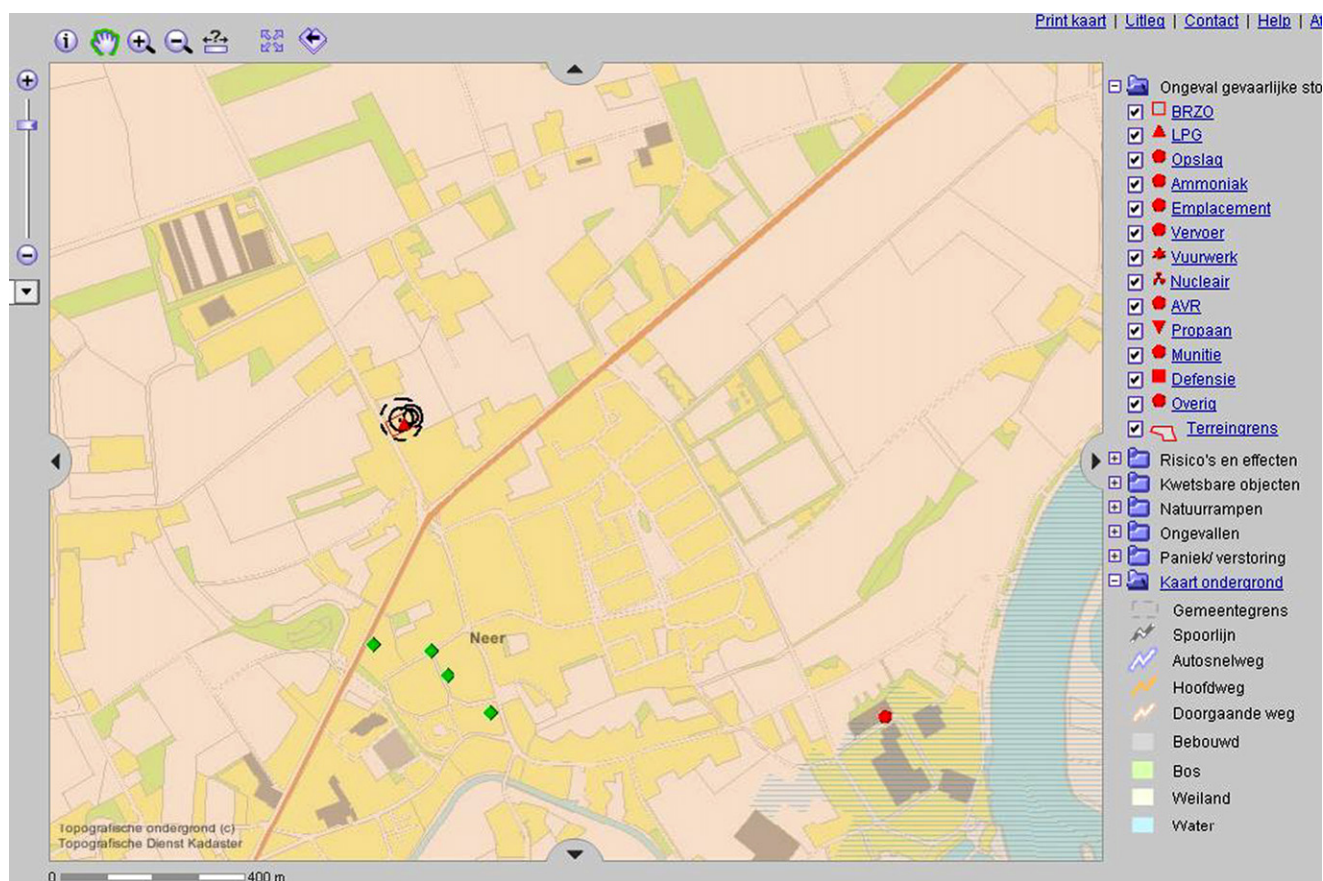 Print kaart | Uitleg | Contact | Help | Af
Ongeval gevaarlijke sto
BRZO
LPG
Opslag
Ammoniak
Emplacement
Vervoer
Vuurwerk
Nucleair
AVR
Propaan
Munitie
Defensie
Overig
Terreingrens
Risico's en effecten
Kwetsbare objecten
Natuurrampen
Ongevallen
Paniek/verstoring
Kaart ondergrond
Gemeentegrens
Spoorlijn
Autosnelweg
Hoofdweg
Doorgaande weg
Bebouwd
Bos
Weiland
Water
Neer
Topografische ondergrond (c)
Topografische Dienst Kadaster
0 400 m